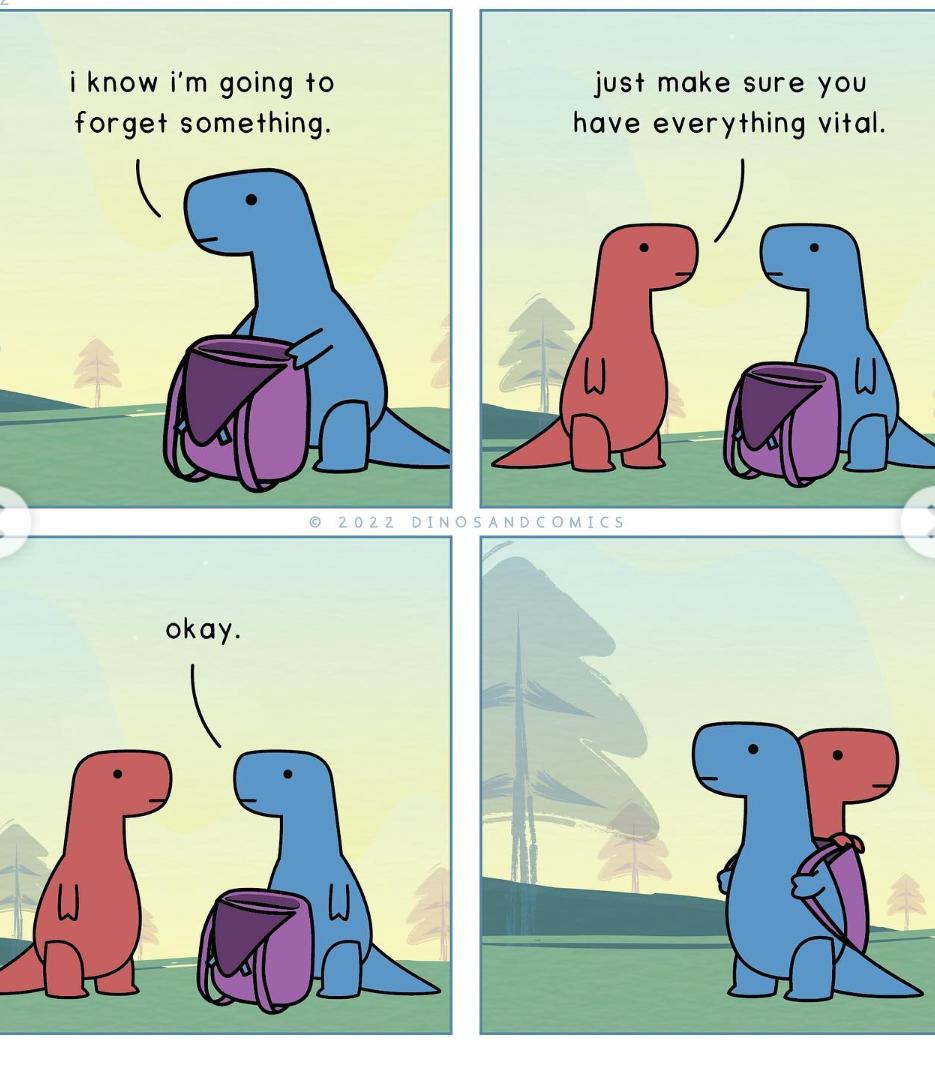 i know i'm going to
forget something.
just make sure you
have everything vital.
© 2022 DINOSANDCOMICS
okay.